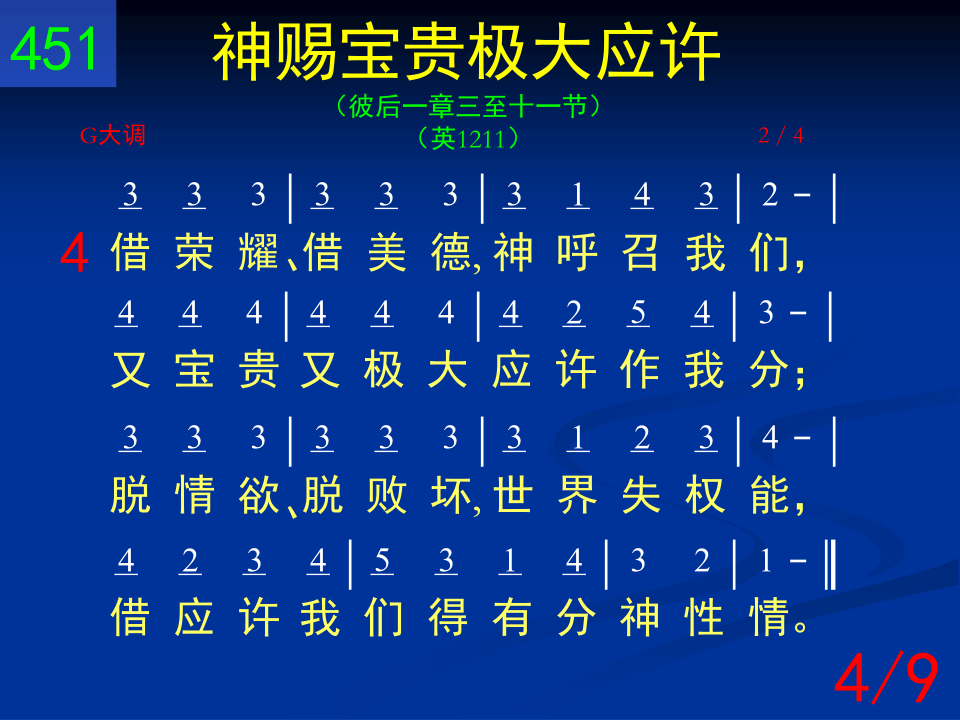 451
神赐宝贵极大应许
（彼后一章三至十一节）
G大调 （英1211） 2 / 4
3 3 3 | 3 3 3 | 3 1 4 3 | 2 - |
4 借荣耀、借美德, 神呼召我们,
4 4 4 | 4 4 4 | 4 2 5 4 | 3 - |
又宝贵又极大应许作我分;
3 3 3 | 3 3 3 | 3 1 2 3 | 4 - |
脱情欲、脱败坏, 世界失权能,
4 2 3 4 | 5 3 1 4 | 3 2 | 1 - ‖
借应许我们得有分神性情。
4/9